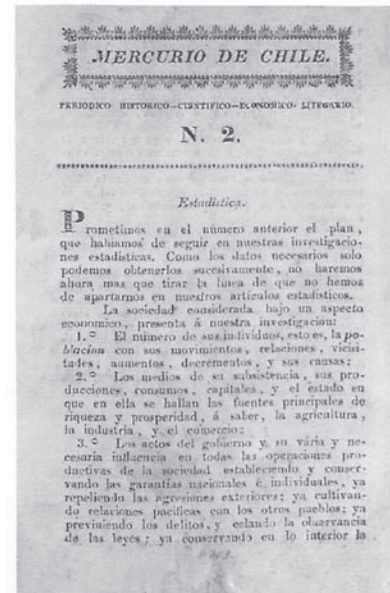 MERCURIO DE CHILE.
PERIODICO HISTORICO-CIENTIFICO-ECONOMICO-LITERARIO.
N. 2.
Estadística.
Prometimos en el número anterior el plan,
que habiamos de seguir en nuestras investigacio-
nes estadísticas. Como los datos necesarios solo
podemos obtenerlos sucesivamente, no haremos
ahora mas que tirar la linea de que no hemos
de apartarnos en nuestros artículos estadísticos.
La sociedad considerada bajo un aspecto
economico, presenta á nuestra investigacion:
1.° El número de sus individuos, esto es, la po-
blacion con sus movimientos, relaciones, vicisi-
tudes, aumentos, decrementos, y sus causas:
2.° Los medios de su subsistencia, sus pro-
ducciones, consumos, capitales, y el estado en
que en ella se hallan las fuentes principales de
riqueza y prosperidad, á saber, la agricultura,
la industria, y el comercio:
3.° Los actos del gobierno y su vária y ne-
cesaria influencia en todas las operaciones pro-
ductivas de la sociedad estableciendo y conser-
vando las garantías nacionales é individuales, ya
repeliendo las agresiones exteriores; ya cultivan-
do relaciones pacíficas con los otros pueblos; ya
previniendo los delitos, y celando la observancia
de las leyes; ya conservando en lo interior la